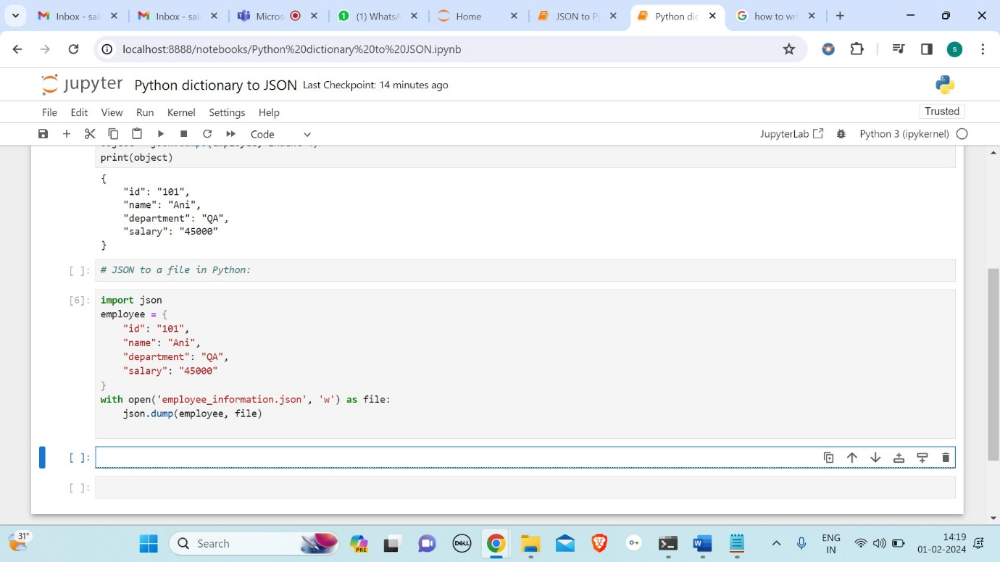 Inbox - sai
Inbox - sai
Micros
(1) WhatsA
Home
JSON to Py
Python dic
how to wri
localhost:8888/notebooks/Python%20dictionary%20to%20JSON.ipynb
S
jupyter Python dictionary to JSON Last Checkpoint: 14 minutes ago
File Edit View Run Kernel Settings Help
Trusted
Code
JupyterLab
Python 3 (ipykernel)
print(object)
{
"id": "101",
"name": "Ani",
"department": "QA",
"salary": "45000"
}
[ ]: # JSON to a file in Python:
[6]: import json
employee = {
"id": "101",
"name": "Ani",
"department": "QA",
"salary": "45000"
}
with open('employee_information.json', 'w') as file:
json.dump(employee, file)
[ ]:
[ ]:
31°
Search
PRE
DELL
ENG
IN
14:19
01-02-2024